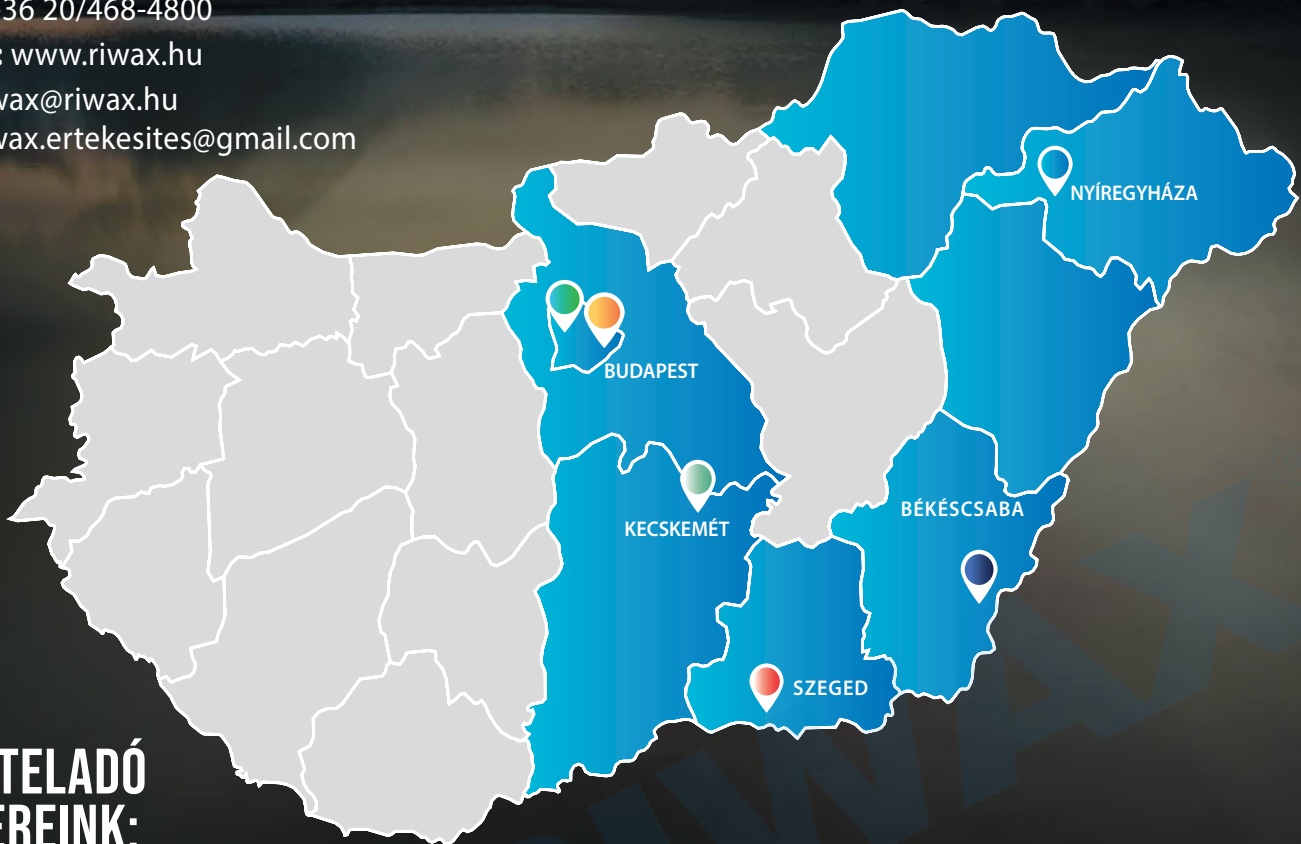 36 20/468-4800
: www.riwax.hu
wax@riwax.hu
wax.ertekesites@gmail.com
NYÍREGYHÁZA
BUDAPEST
BÉKÉSCSABA
KECSKEMÉT
SZEGED
TELADÓ
EREINK:
RIWAX